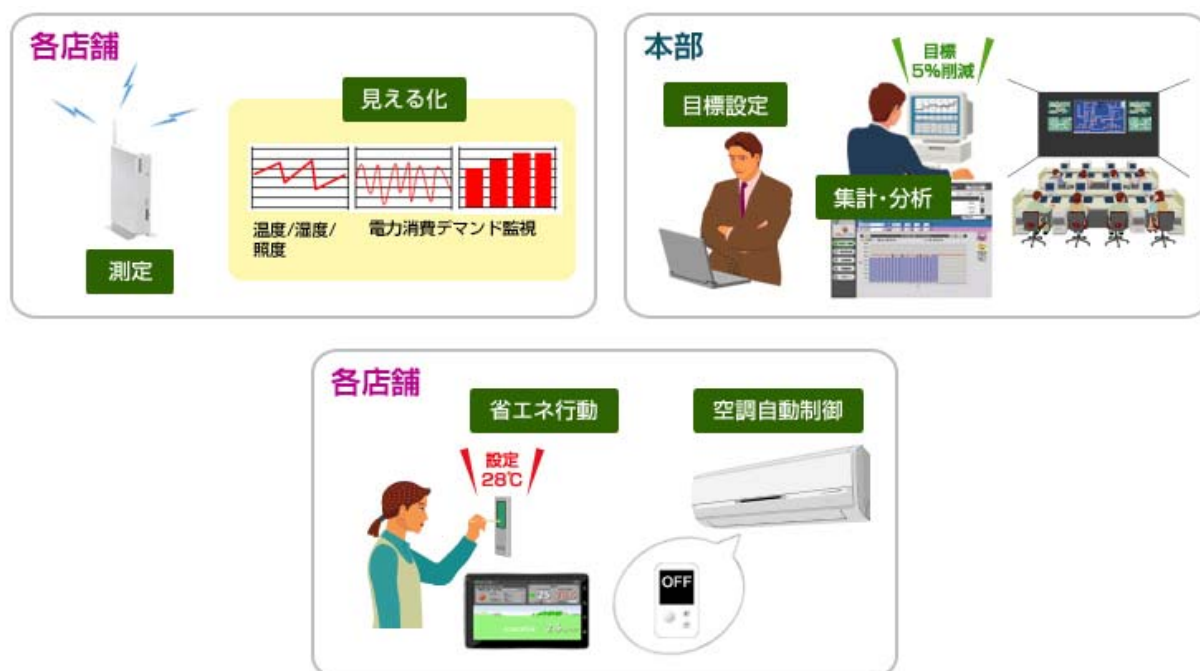 各店舗
見える化
温度/湿度/
照度
電力消費デマンド監視
測定
本部
目標
5%削減
目標設定
集計・分析
各店舗
省エネ行動
空調自動制御
設定
28℃
OFF